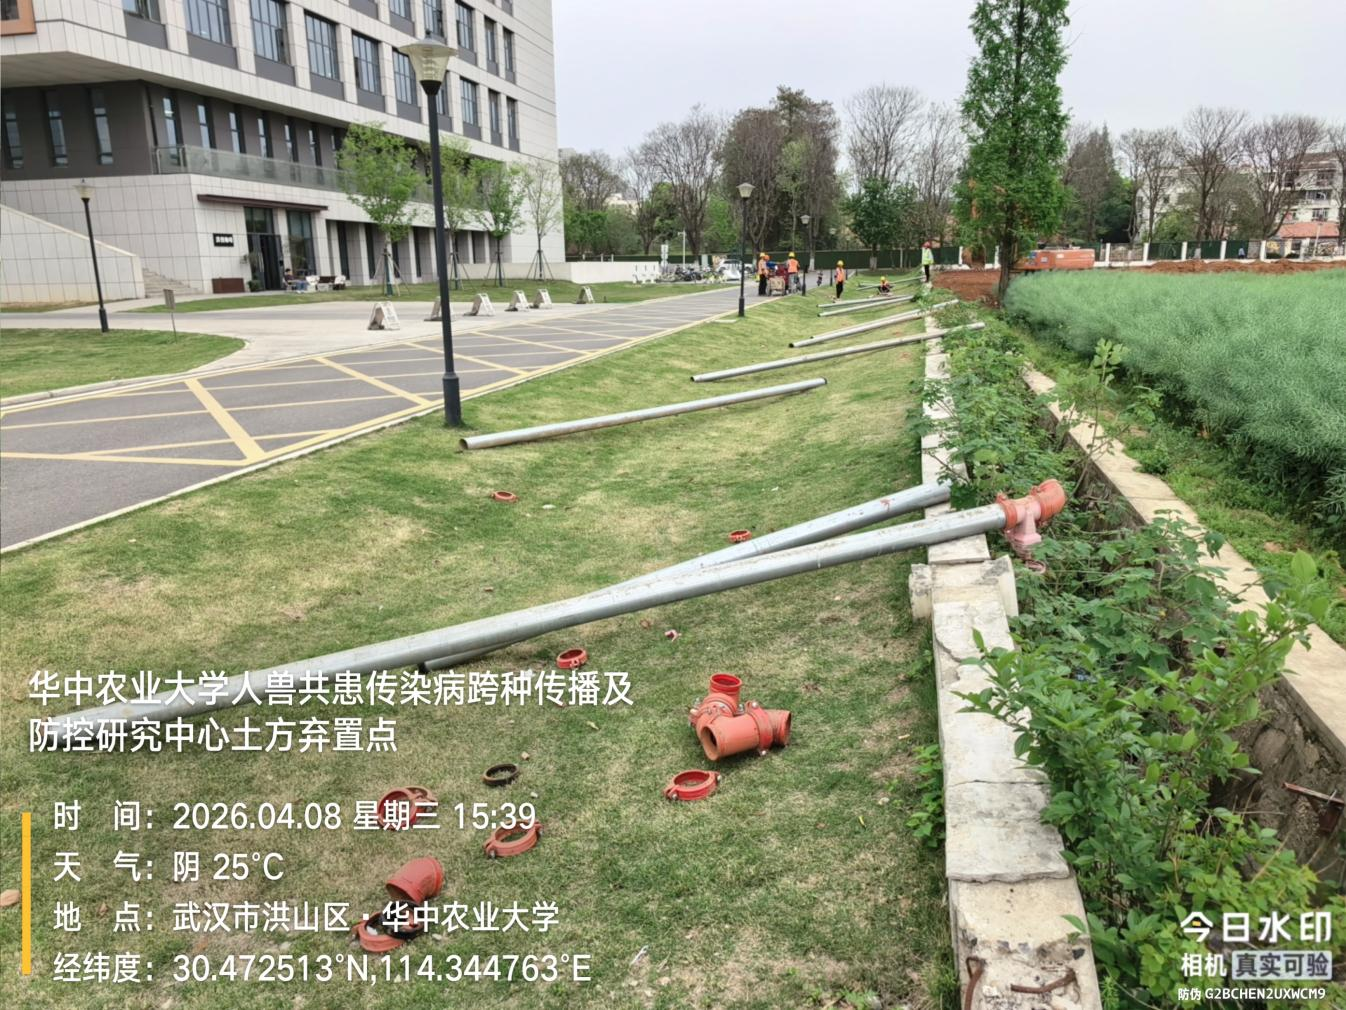 华中农业大学人兽共患传染病跨种传播及
防控研究中心土方弃置点
时 间：2026.04.08 星期三 15:39
天 气：阴 25°C
地 点：武汉市洪山区·华中农业大学
经纬度：30.472513°N,114.344763°E
今日水印
相机 真实可验
防伪 G2BCHEN2UXWCM9